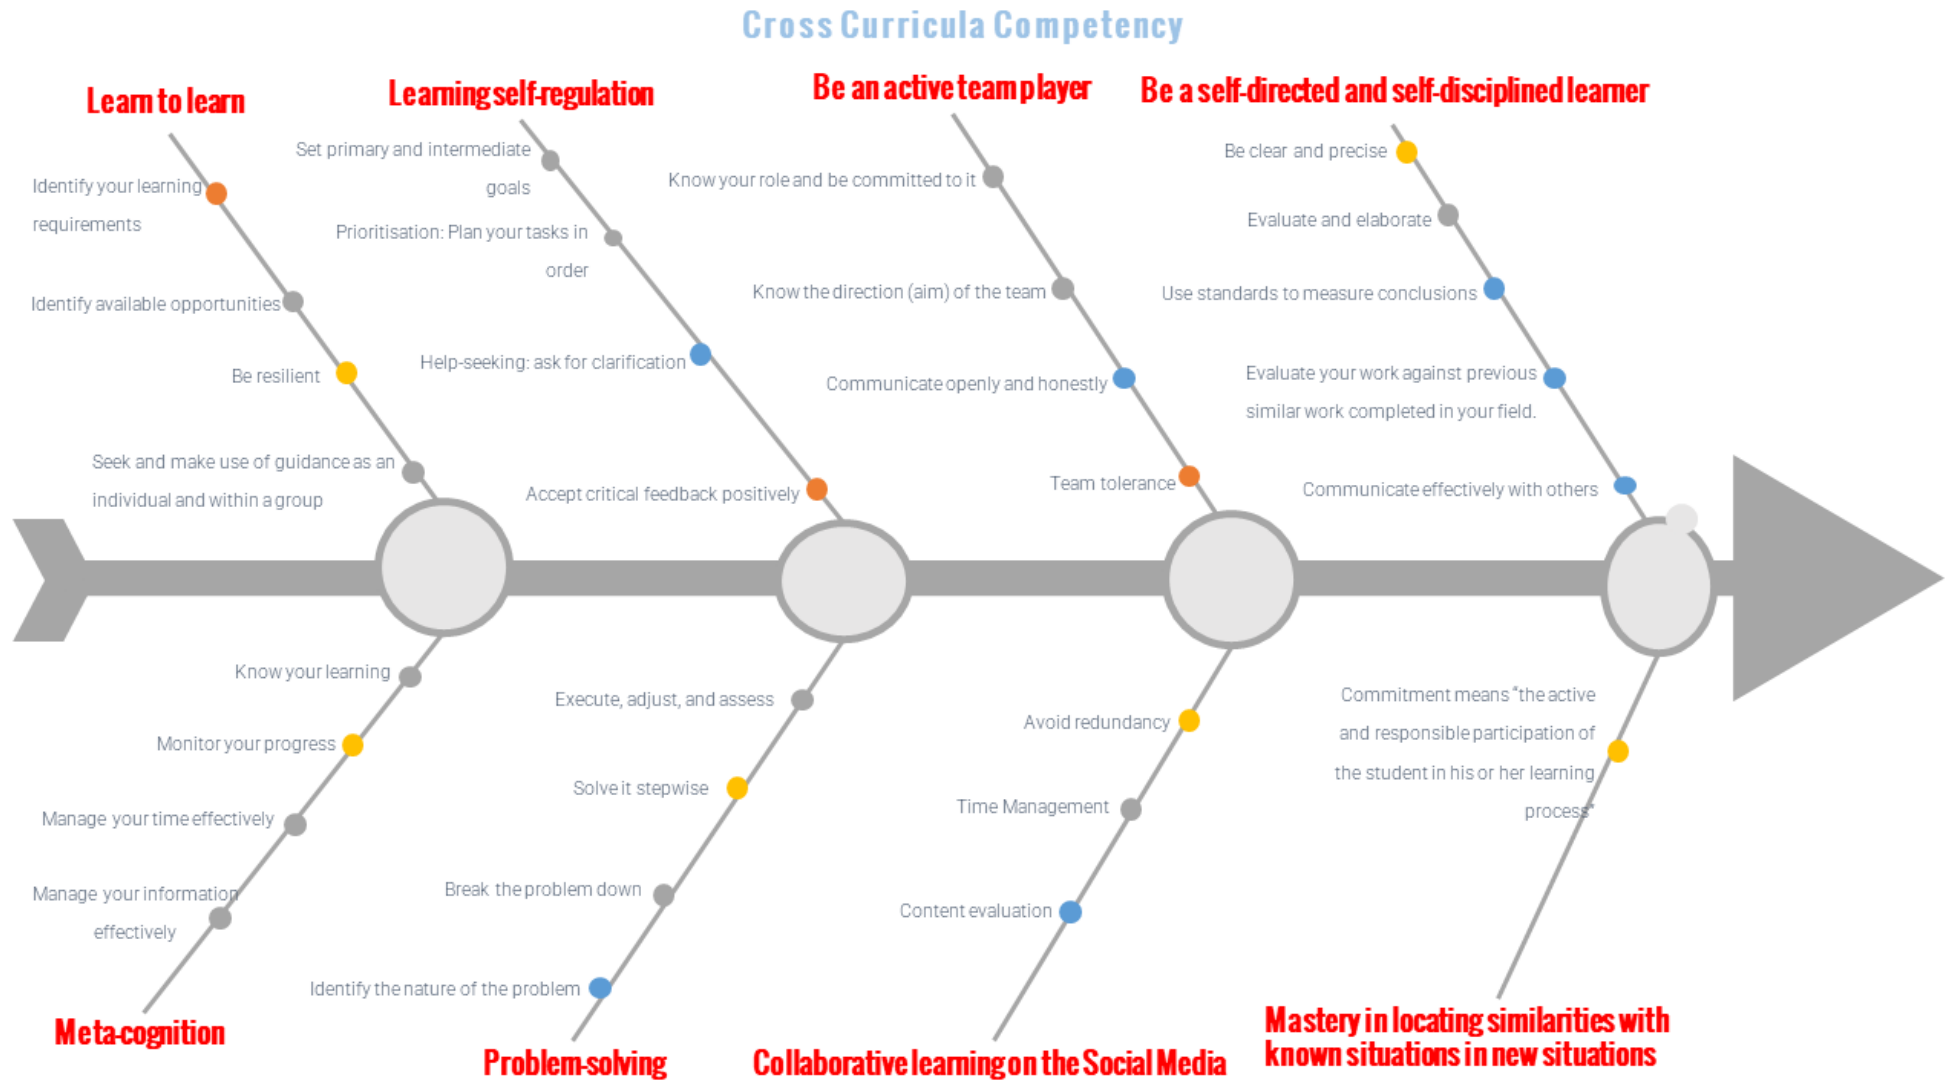 Cross Curricula Competency
Learn to learn
Identify your learning
requirements
Identify available opportunities
Be resilient
Seek and make use of guidance as an
individual and within a group
Learning self-regulation
Set primary and intermediate
goals
Prioritisation: Plan your tasks in
order
Help-seeking: ask for clarification
Accept critical feedback positively
Be an active team player
Know your role and be committed to it
Know the direction (aim) of the team
Communicate openly and honestly
Team tolerance
Be a self-directed and self-disciplined learner
Be clear and precise
Evaluate and elaborate
Use standards to measure conclusions
Evaluate your work against previous
similar work completed in your field.
Communicate effectively with others
Know your learning
Monitor your progress
Manage your time effectively
Manage your information
effectively
Meta-cognition
Execute, adjust, and assess
Solve it stepwise
Break the problem down
Identify the nature of the problem
Problem-solving
Avoid redundancy
Time Management
Content evaluation
Collaborative learning on the Social Media
Commitment means “the active
and responsible participation of
the student in his or her learning
process”
Mastery in locating similarities with
known situations in new situations